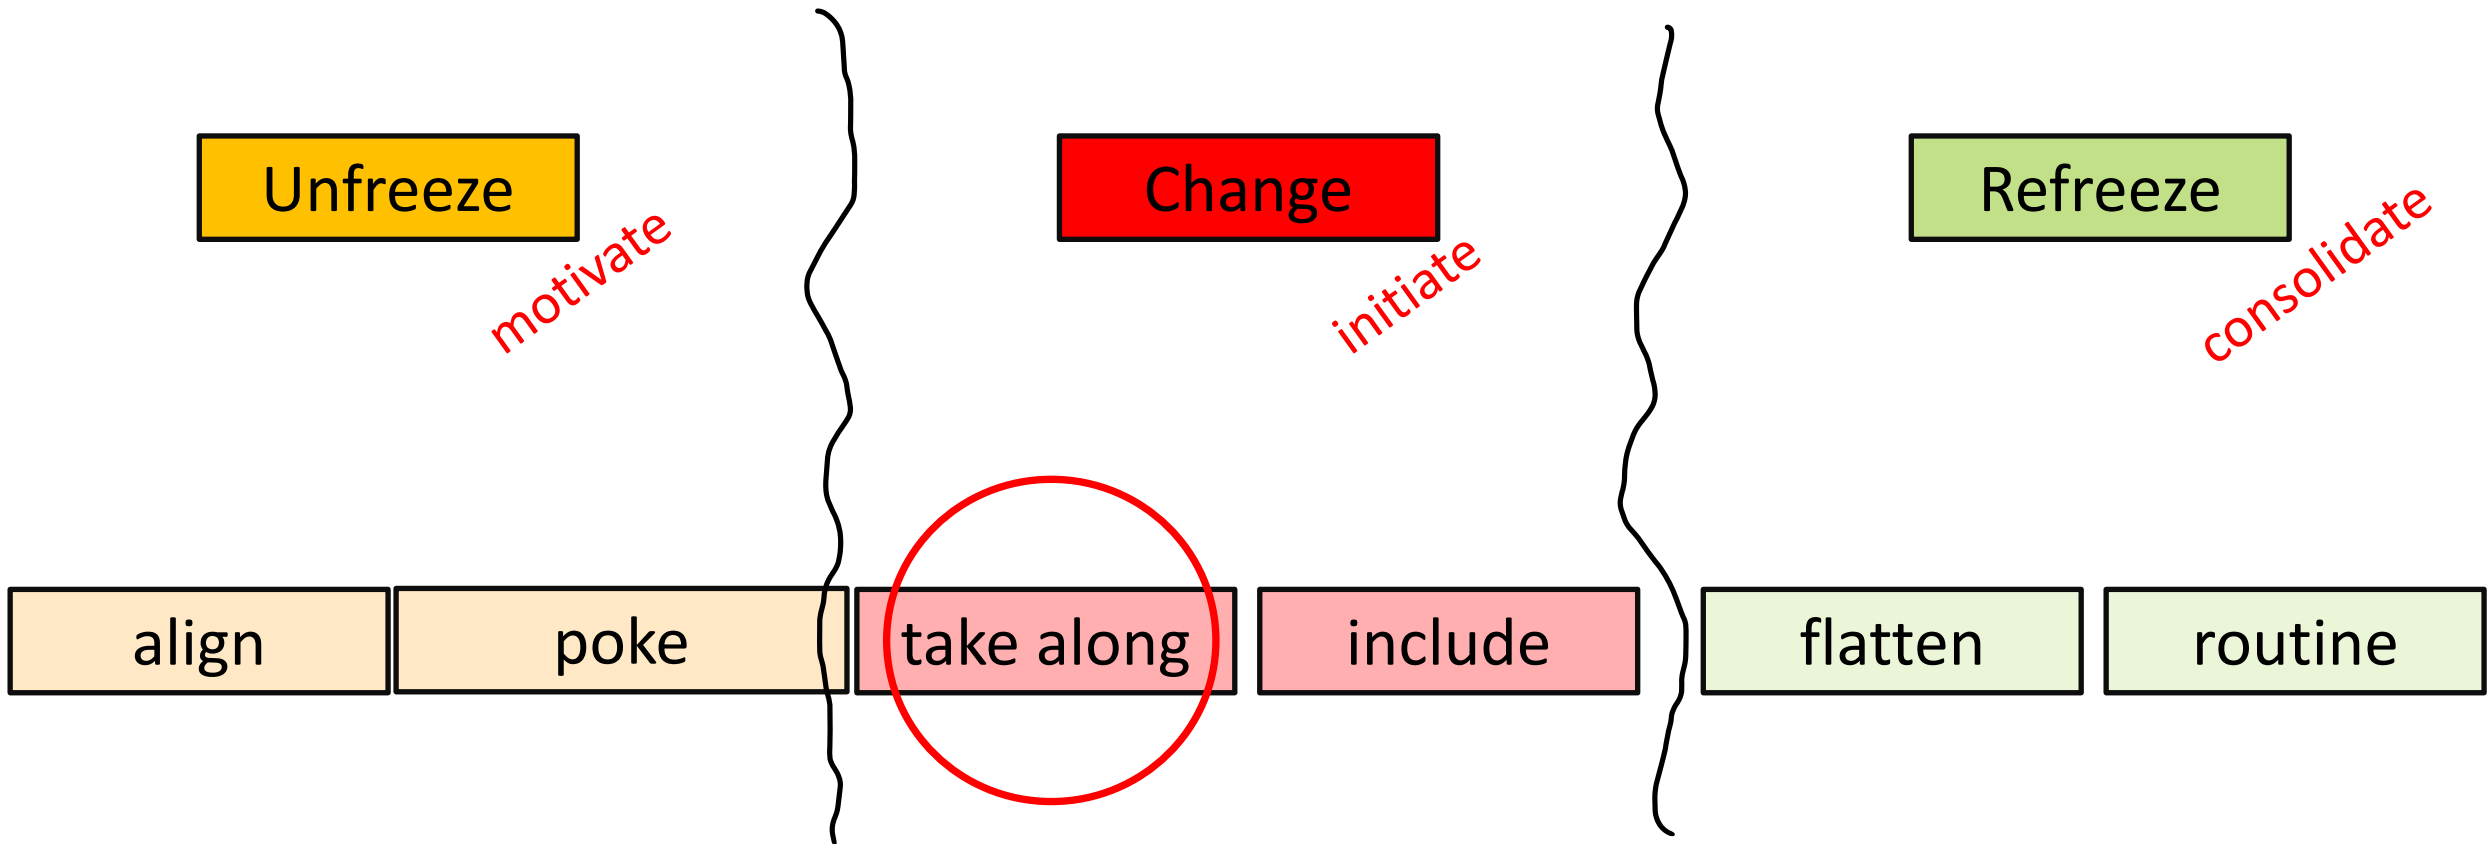 Unfreeze
motivate
Change
initiate
Refreeze
consolidate
align
poke
take along
include
flatten
routine